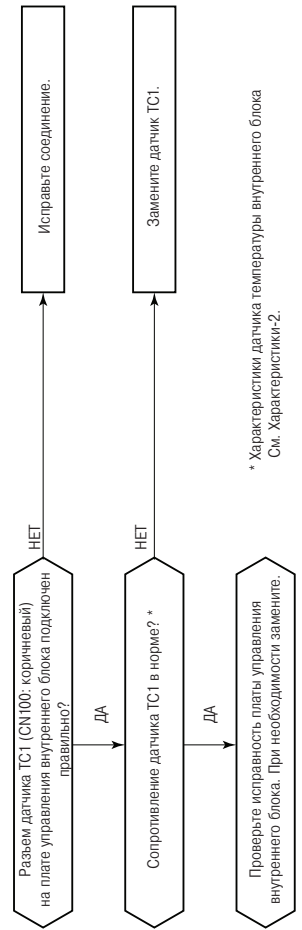 Разъем датчика TC1 (CN100: коричневый)
на плате управления внутреннего блока подключен
правильно?
НЕТ
Исправьте соединение.
ДА
Сопротивление датчика TC1 в норме? *
НЕТ
Замените датчик TC1.
ДА
Проверьте исправность платы управления
внутреннего блока. При необходимости замените.
* Характеристики датчика температуры внутреннего блока
См. Характеристики-2.